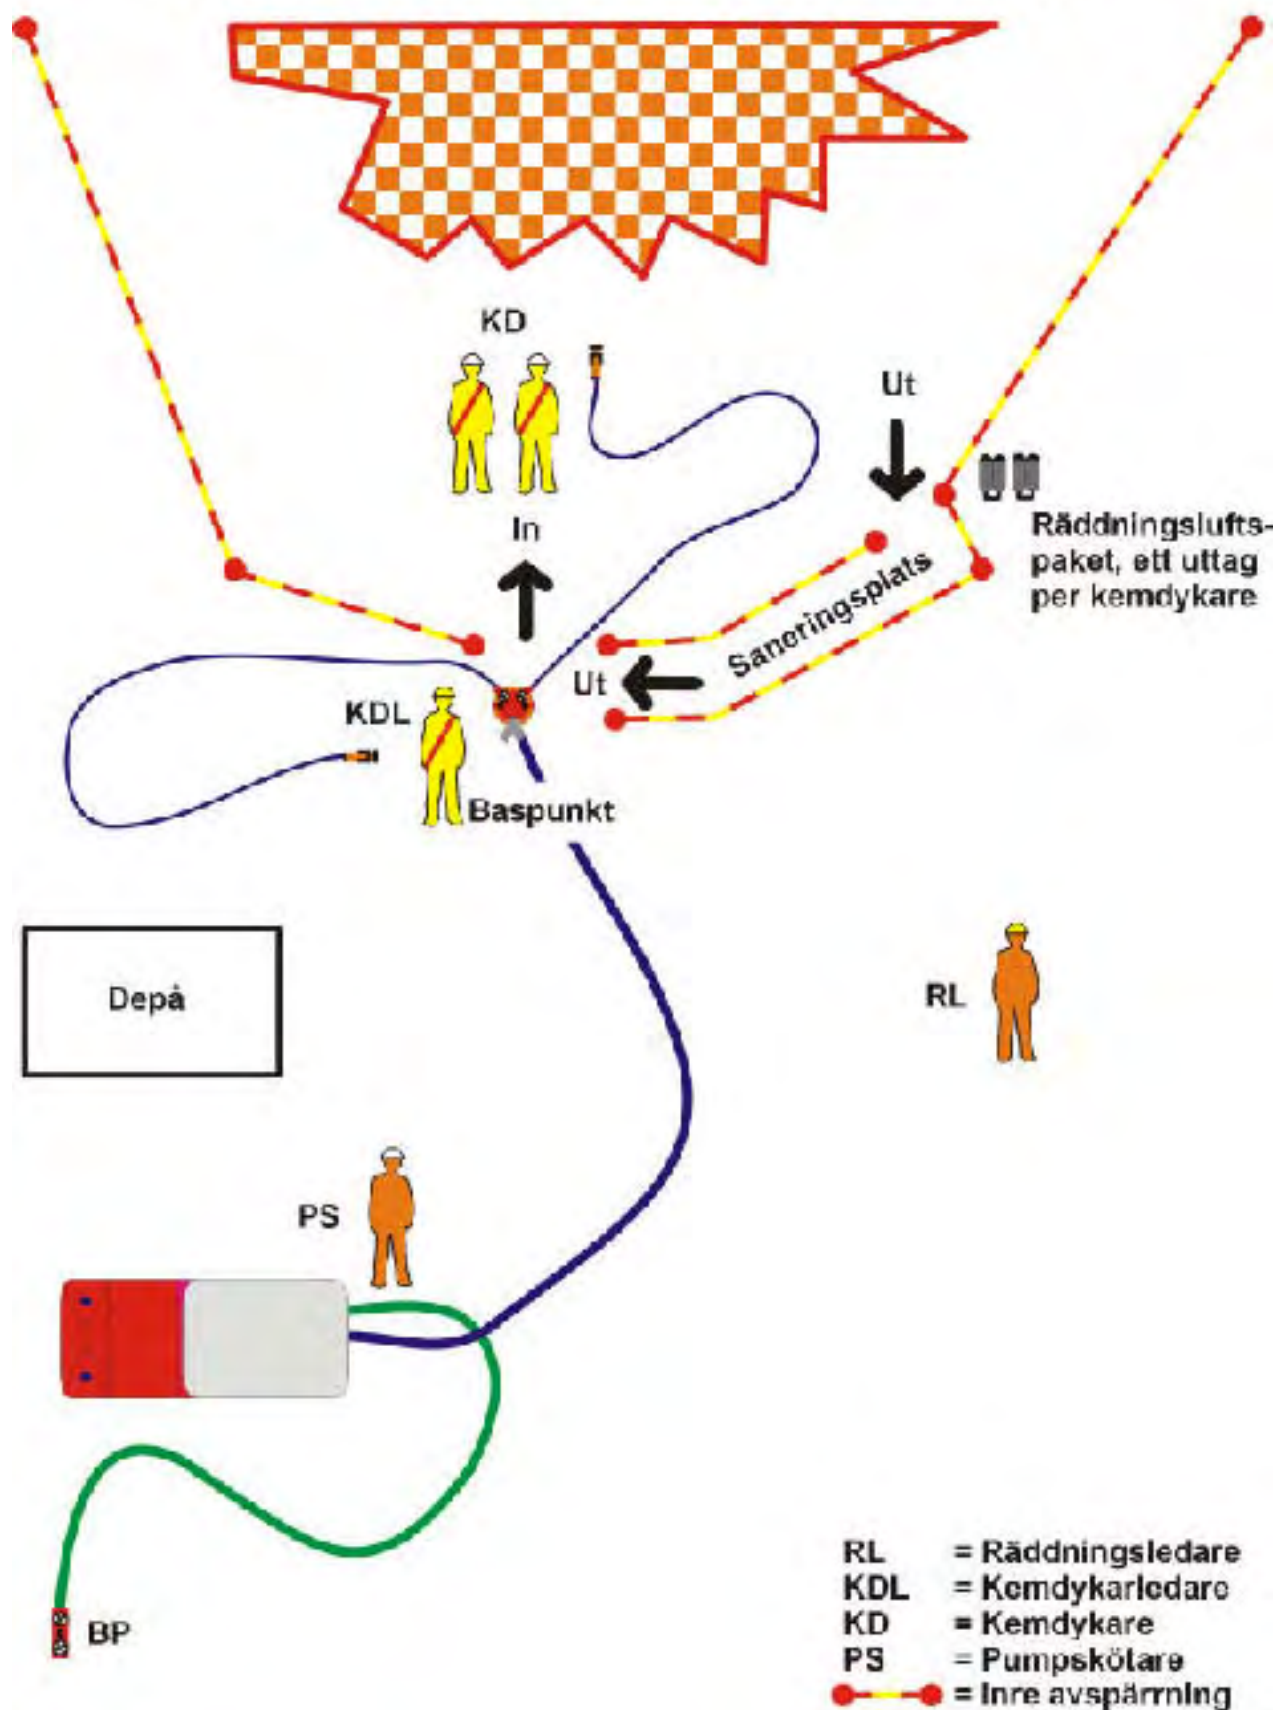 KD
Ut
In
Räddningslufts-
paket, ett uttag
per kemdykare
Saneringsplats
Ut
KDL
Baspunkt
Depå
RL
PS
BP
RL = Räddningsledare
KDL = Kemdykarledare
KD = Kemdykare
PS = Pumpskötare
= Inre avspärrning